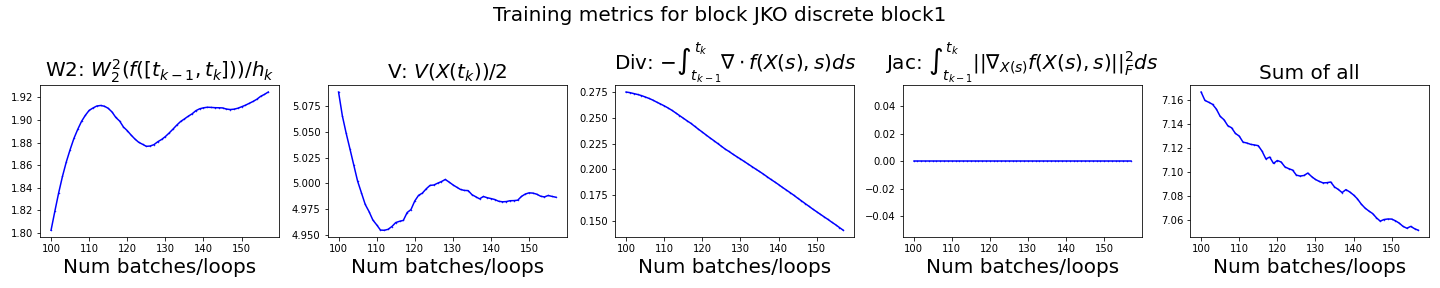 Training metrics for block JKO discrete block1
W2: $W_2^2(f([t_{k-1}, t_k]))/h_k$
1.92
1.90
1.88
1.86
1.84
1.82
1.80
100 110 120 130 140 150
Num batches/loops
V: $V(X(t_k))/2$
5.075
5.050
5.025
5.000
4.975
4.950
100 110 120 130 140 150
Num batches/loops
Div: $-\int_{t_{k-1}}^{t_k} \nabla \cdot f(X(s), s)ds$
0.275
0.250
0.225
0.200
0.175
0.150
100 110 120 130 140 150
Num batches/loops
Jac: $\int_{t_{k-1}}^{t_k} ||\nabla_{X(s)} f(X(s), s)||_F^2 ds$
0.04
0.02
0.00
−0.02
−0.04
100 110 120 130 140 150
Num batches/loops
Sum of all
7.16
7.14
7.12
7.10
7.08
7.06
100 110 120 130 140 150
Num batches/loops